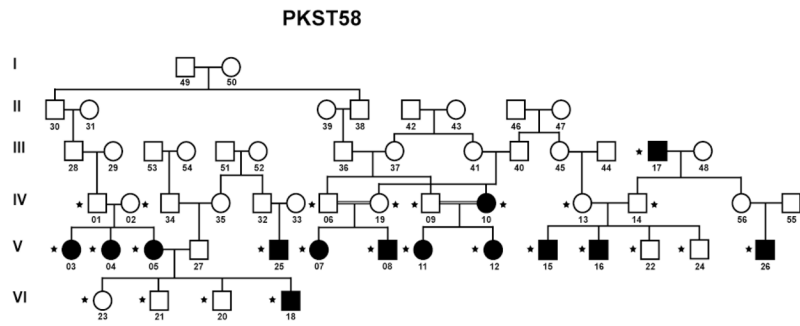 PKST58
I
49 50
II
30 31 39 38 42 43 46 47
III
28 29 53 54 51 52 36 37 41 40 45 44 17 48
IV
01 02 34 35 32 33 06 19 09 10 13 14 56 55
V
03 04 05 27 25 07 08 11 12 15 16 22 24 26
VI
23 21 20 18